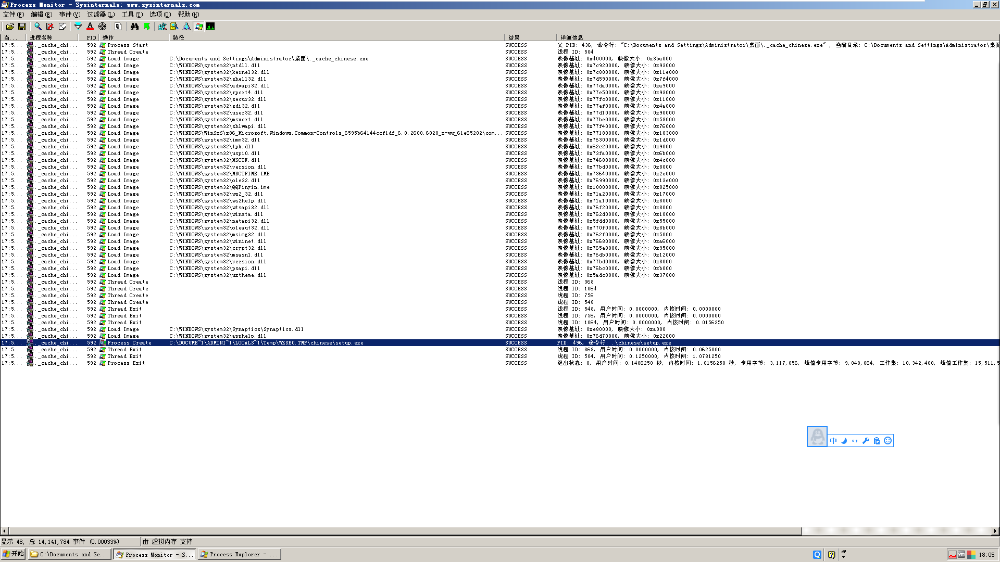 Process Monitor - Sysinternals: www.sysinternals.com
文件(F) 编辑(E) 事件(V) 过滤器(L) 工具(T) 选项(O) 帮助(H)
当... 进程名称 PID 操作 路径 结果 详细信息
17:5... ._cache_chi... 592 Process Start SUCCESS 父 PID: 436, 命令行: "C:\Documents and Settings\Administrator\桌面\._cache_chinese.exe" , 当前目录: C:\Documents and Settings\Administrator\桌面
17:5... ._cache_chi... 592 Thread Create SUCCESS 线程 ID: 504
17:5... ._cache_chi... 592 Load Image C:\Documents and Settings\Administrator\桌面\._cache_chinese.exe SUCCESS 映像基址: 0x400000, 映像大小: 0x3ba000
17:5... ._cache_chi... 592 Load Image C:\WINDOWS\system32\ntdll.dll SUCCESS 映像基址: 0x7c920000, 映像大小: 0x93000
17:5... ._cache_chi... 592 Load Image C:\WINDOWS\system32\kernel32.dll SUCCESS 映像基址: 0x7c800000, 映像大小: 0x11e000
17:5... ._cache_chi... 592 Load Image C:\WINDOWS\system32\shell32.dll SUCCESS 映像基址: 0x7d590000, 映像大小: 0x7f4000
17:5... ._cache_chi... 592 Load Image C:\WINDOWS\system32\advapi32.dll SUCCESS 映像基址: 0x77da0000, 映像大小: 0xa9000
17:5... ._cache_chi... 592 Load Image C:\WINDOWS\system32\rpcrt4.dll SUCCESS 映像基址: 0x77e50000, 映像大小: 0x93000
17:5... ._cache_chi... 592 Load Image C:\WINDOWS\system32\secur32.dll SUCCESS 映像基址: 0x77fc0000, 映像大小: 0x11000
17:5... ._cache_chi... 592 Load Image C:\WINDOWS\system32\gdi32.dll SUCCESS 映像基址: 0x77ef0000, 映像大小: 0x4a000
17:5... ._cache_chi... 592 Load Image C:\WINDOWS\system32\user32.dll SUCCESS 映像基址: 0x77d10000, 映像大小: 0x90000
17:5... ._cache_chi... 592 Load Image C:\WINDOWS\system32\msvcrt.dll SUCCESS 映像基址: 0x77be0000, 映像大小: 0x58000
17:5... ._cache_chi... 592 Load Image C:\WINDOWS\system32\shlwapi.dll SUCCESS 映像基址: 0x77f40000, 映像大小: 0x76000
17:5... ._cache_chi... 592 Load Image C:\WINDOWS\WinSxS\x86_Microsoft.Windows.Common-Controls_6595b64144ccf1df_6.0.2600.6028_x-ww_61e65202\com... SUCCESS 映像基址: 0x77180000, 映像大小: 0x103000
17:5... ._cache_chi... 592 Load Image C:\WINDOWS\system32\imm32.dll SUCCESS 映像基址: 0x76300000, 映像大小: 0x1d000
17:5... ._cache_chi... 592 Load Image C:\WINDOWS\system32\lpk.dll SUCCESS 映像基址: 0x62c20000, 映像大小: 0x9000
17:5... ._cache_chi... 592 Load Image C:\WINDOWS\system32\usp10.dll SUCCESS 映像基址: 0x73fa0000, 映像大小: 0x6b000
17:5... ._cache_chi... 592 Load Image C:\WINDOWS\system32\MSCTF.dll SUCCESS 映像基址: 0x74680000, 映像大小: 0x4c000
17:5... ._cache_chi... 592 Load Image C:\WINDOWS\system32\version.dll SUCCESS 映像基址: 0x77bd0000, 映像大小: 0x8000
17:5... ._cache_chi... 592 Load Image C:\WINDOWS\system32\MSCTFIME.IME SUCCESS 映像基址: 0x73640000, 映像大小: 0x2e000
17:5... ._cache_chi... 592 Load Image C:\WINDOWS\system32\ole32.dll SUCCESS 映像基址: 0x76990000, 映像大小: 0x13e000
17:5... ._cache_chi... 592 Load Image C:\WINDOWS\system32\QQPinyin.ime SUCCESS 映像基址: 0x10000000, 映像大小: 0x825000
17:5... ._cache_chi... 592 Load Image C:\WINDOWS\system32\ws2_32.dll SUCCESS 映像基址: 0x71a20000, 映像大小: 0x17000
17:5... ._cache_chi... 592 Load Image C:\WINDOWS\system32\ws2help.dll SUCCESS 映像基址: 0x71a10000, 映像大小: 0x8000
17:5... ._cache_chi... 592 Load Image C:\WINDOWS\system32\wtsapi32.dll SUCCESS 映像基址: 0x76f20000, 映像大小: 0x8000
17:5... ._cache_chi... 592 Load Image C:\WINDOWS\system32\winsta.dll SUCCESS 映像基址: 0x762d0000, 映像大小: 0x10000
17:5... ._cache_chi... 592 Load Image C:\WINDOWS\system32\netapi32.dll SUCCESS 映像基址: 0x5fdd0000, 映像大小: 0x55000
17:5... ._cache_chi... 592 Load Image C:\WINDOWS\system32\oleaut32.dll SUCCESS 映像基址: 0x770f0000, 映像大小: 0x8b000
17:5... ._cache_chi... 592 Load Image C:\WINDOWS\system32\msimg32.dll SUCCESS 映像基址: 0x762f0000, 映像大小: 0x5000
17:5... ._cache_chi... 592 Load Image C:\WINDOWS\system32\wininet.dll SUCCESS 映像基址: 0x76680000, 映像大小: 0xa6000
17:5... ._cache_chi... 592 Load Image C:\WINDOWS\system32\crypt32.dll SUCCESS 映像基址: 0x765e0000, 映像大小: 0x95000
17:5... ._cache_chi... 592 Load Image C:\WINDOWS\system32\msasn1.dll SUCCESS 映像基址: 0x76db0000, 映像大小: 0x12000
17:5... ._cache_chi... 592 Load Image C:\WINDOWS\system32\version.dll SUCCESS 映像基址: 0x77bd0000, 映像大小: 0x8000
17:5... ._cache_chi... 592 Load Image C:\WINDOWS\system32\psapi.dll SUCCESS 映像基址: 0x76bc0000, 映像大小: 0xb000
17:5... ._cache_chi... 592 Load Image C:\WINDOWS\system32\uxtheme.dll SUCCESS 映像基址: 0x5adc0000, 映像大小: 0x37000
17:5... ._cache_chi... 592 Thread Create SUCCESS 线程 ID: 368
17:5... ._cache_chi... 592 Thread Create SUCCESS 线程 ID: 1064
17:5... ._cache_chi... 592 Thread Create SUCCESS 线程 ID: 756
17:5... ._cache_chi... 592 Thread Create SUCCESS 线程 ID: 548
17:5... ._cache_chi... 592 Thread Exit SUCCESS 线程 ID: 548, 用户时间: 0.0000000, 内核时间: 0.0000000
17:5... ._cache_chi... 592 Thread Exit SUCCESS 线程 ID: 756, 用户时间: 0.0000000, 内核时间: 0.0000000
17:5... ._cache_chi... 592 Thread Exit SUCCESS 线程 ID: 1064, 用户时间: 0.0000000, 内核时间: 0.0156250
17:5... ._cache_chi... 592 Load Image C:\WINDOWS\system32\Synaptics\Synaptics.dll SUCCESS 映像基址: 0xe80000, 映像大小: 0xa000
17:5... ._cache_chi... 592 Load Image C:\WINDOWS\system32\apphelp.dll SUCCESS 映像基址: 0x76d70000, 映像大小: 0x22000
17:5... ._cache_chi... 592 Process Create C:\DOCUME~1\ADMINI~1\LOCALS~1\Temp\WZSE0.TMP\chinese\setup.exe SUCCESS PID: 496, 命令行: .\chinese\setup.exe
17:5... ._cache_chi... 592 Thread Exit SUCCESS 线程 ID: 368, 用户时间: 0.0000000, 内核时间: 0.0625000
17:5... ._cache_chi... 592 Thread Exit SUCCESS 线程 ID: 504, 用户时间: 0.1250000, 内核时间: 1.0781250
17:5... ._cache_chi... 592 Process Exit SUCCESS 退出状态: 0, 用户时间: 0.1406250 秒, 内核时间: 1.0156250 秒, 专用字节: 3,117,056, 峰值专用字节: 9,048,064, 工作集: 10,342,400, 峰值工作集: 15,511,5
中
显示 48, 总 14,141,784 事件 (0.00033%) 由 虚拟内存 支持
开始 C:\Documents and Se... Process Monitor - S... Process Explorer - ... 18:05